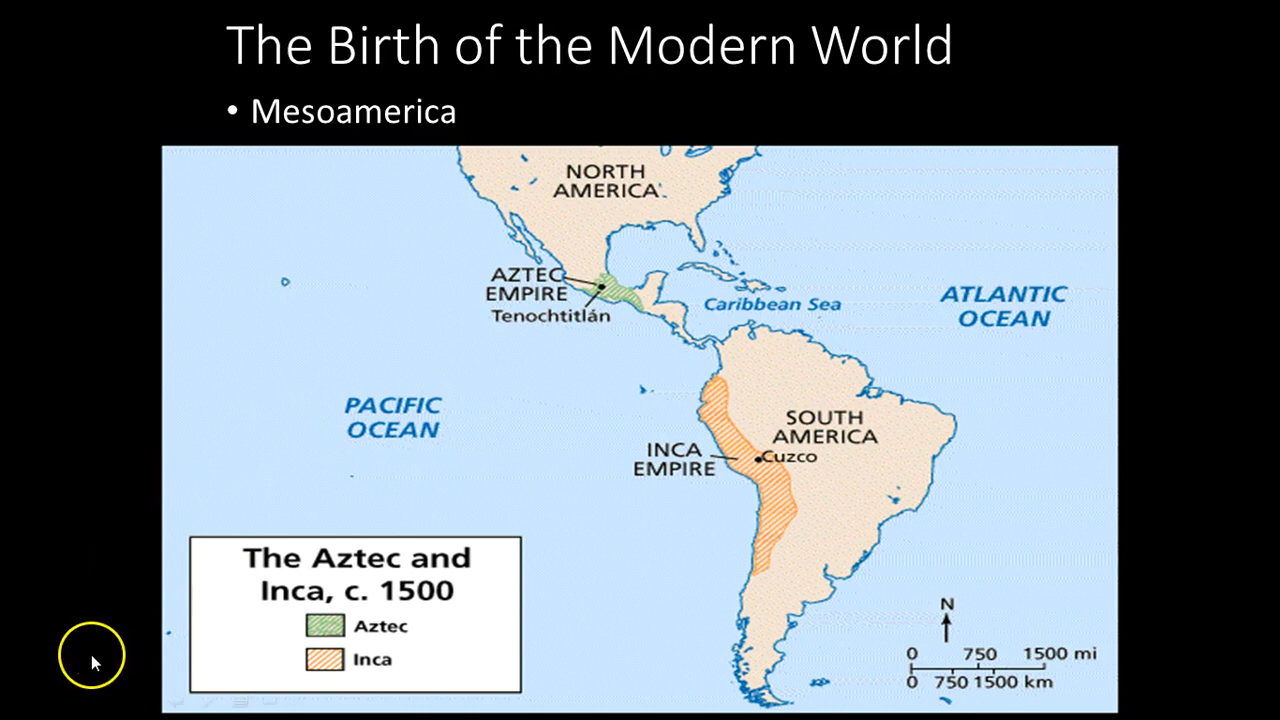 The Birth of the Modern World
• Mesoamerica
NORTH
AMERICA
AZTEC
EMPIRE
Tenochtitlán
Caribbean Sea
ATLANTIC
OCEAN
PACIFIC
OCEAN
SOUTH
AMERICA
INCA
EMPIRE
Cuzco
The Aztec and
Inca, c. 1500
Aztec
Inca
N
0 750 1500 mi
0 750 1500 km